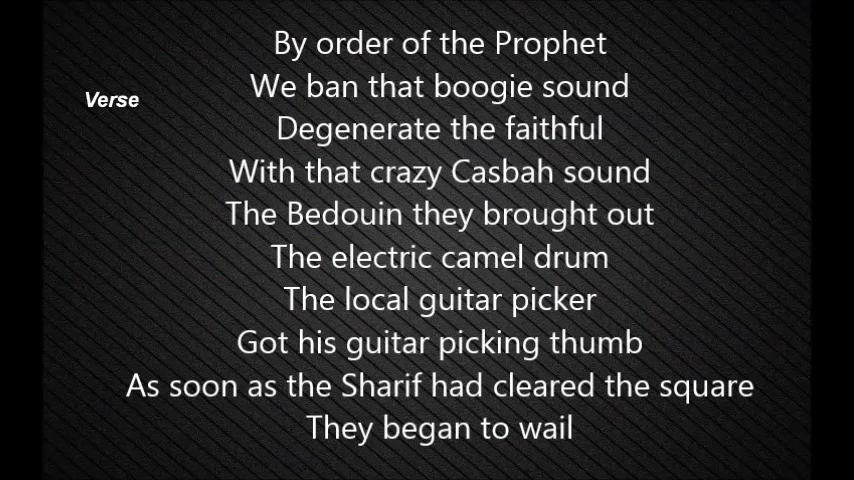 Verse
By order of the Prophet
We ban that boogie sound
Degenerate the faithful
With that crazy Casbah sound
The Bedouin they brought out
The electric camel drum
The local guitar picker
Got his guitar picking thumb
As soon as the Sharif had cleared the square
They began to wail